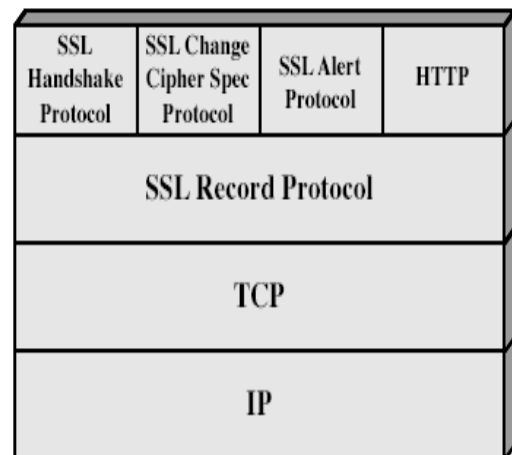 SSL
Handshake
Protocol
SSL Change
Cipher Spec
Protocol
SSL Alert
Protocol
HTTP
SSL Record Protocol
TCP
IP